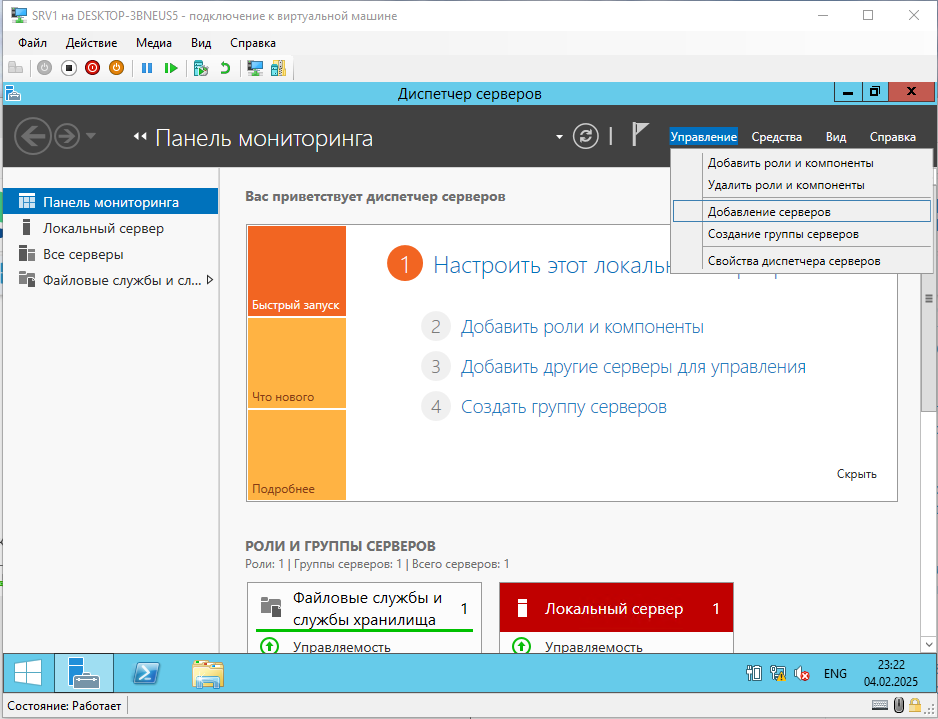 SRV1 на DESKTOP-3BNEUS5 - подключение к виртуальной машине
Файл Действие Медиа Вид Справка
Диспетчер серверов
Панель мониторинга
Управление Средства Вид Справка
Добавить роли и компоненты
Удалить роли и компоненты
Добавление серверов
Создание группы серверов
Свойства диспетчера серверов
Панель мониторинга
Локальный сервер
Все серверы
Файловые службы и сл...
Вас приветствует диспетчер серверов
Быстрый запуск
Что нового
Подробнее
1 Настроить этот локаль
2 Добавить роли и компоненты
3 Добавить другие серверы для управления
4 Создать группу серверов
Скрыть
РОЛИ И ГРУППЫ СЕРВЕРОВ
Роли: 1 | Группы серверов: 1 | Всего серверов: 1
Файловые службы и
службы хранилища
1
Управляемость
Локальный сервер 1
Управляемость
ENG
23:22
04.02.2025
Состояние: Работает